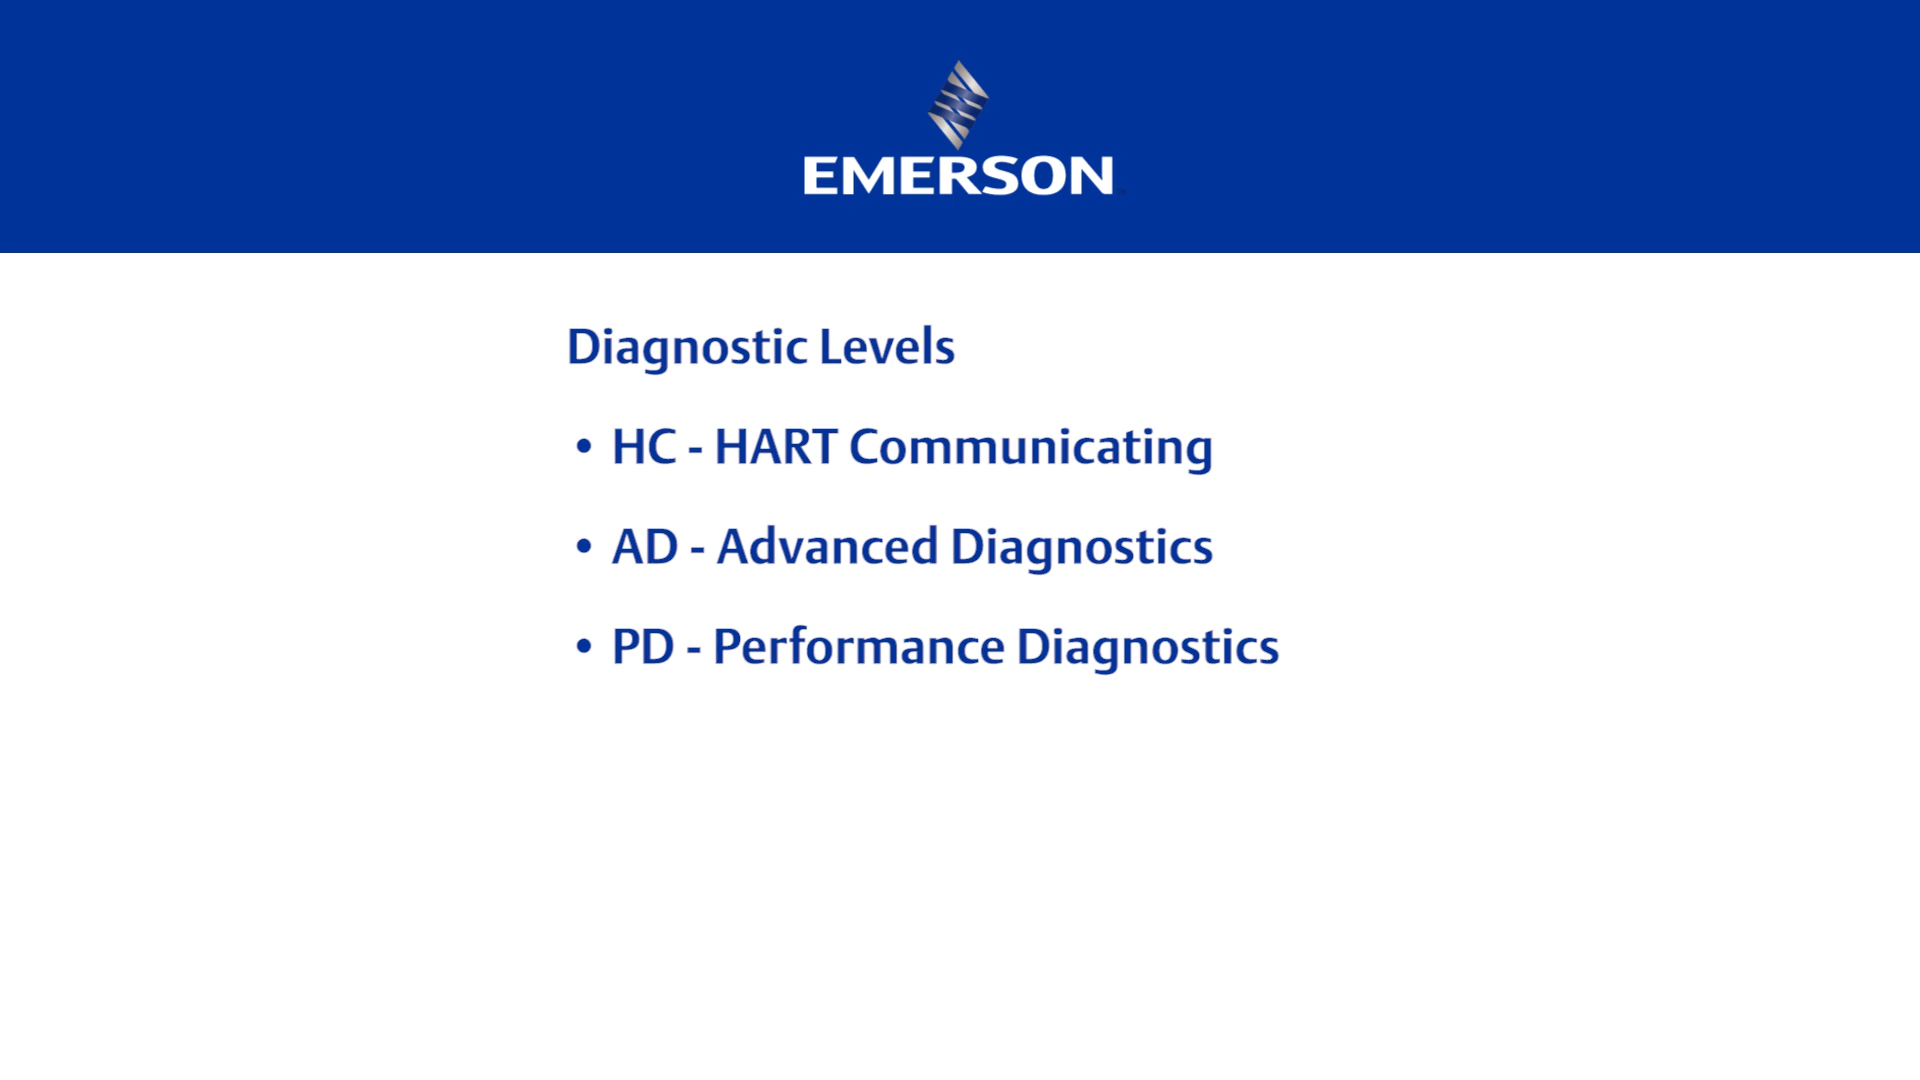 EMERSON
Diagnostic Levels
• HC - HART Communicating
• AD - Advanced Diagnostics
• PD - Performance Diagnostics